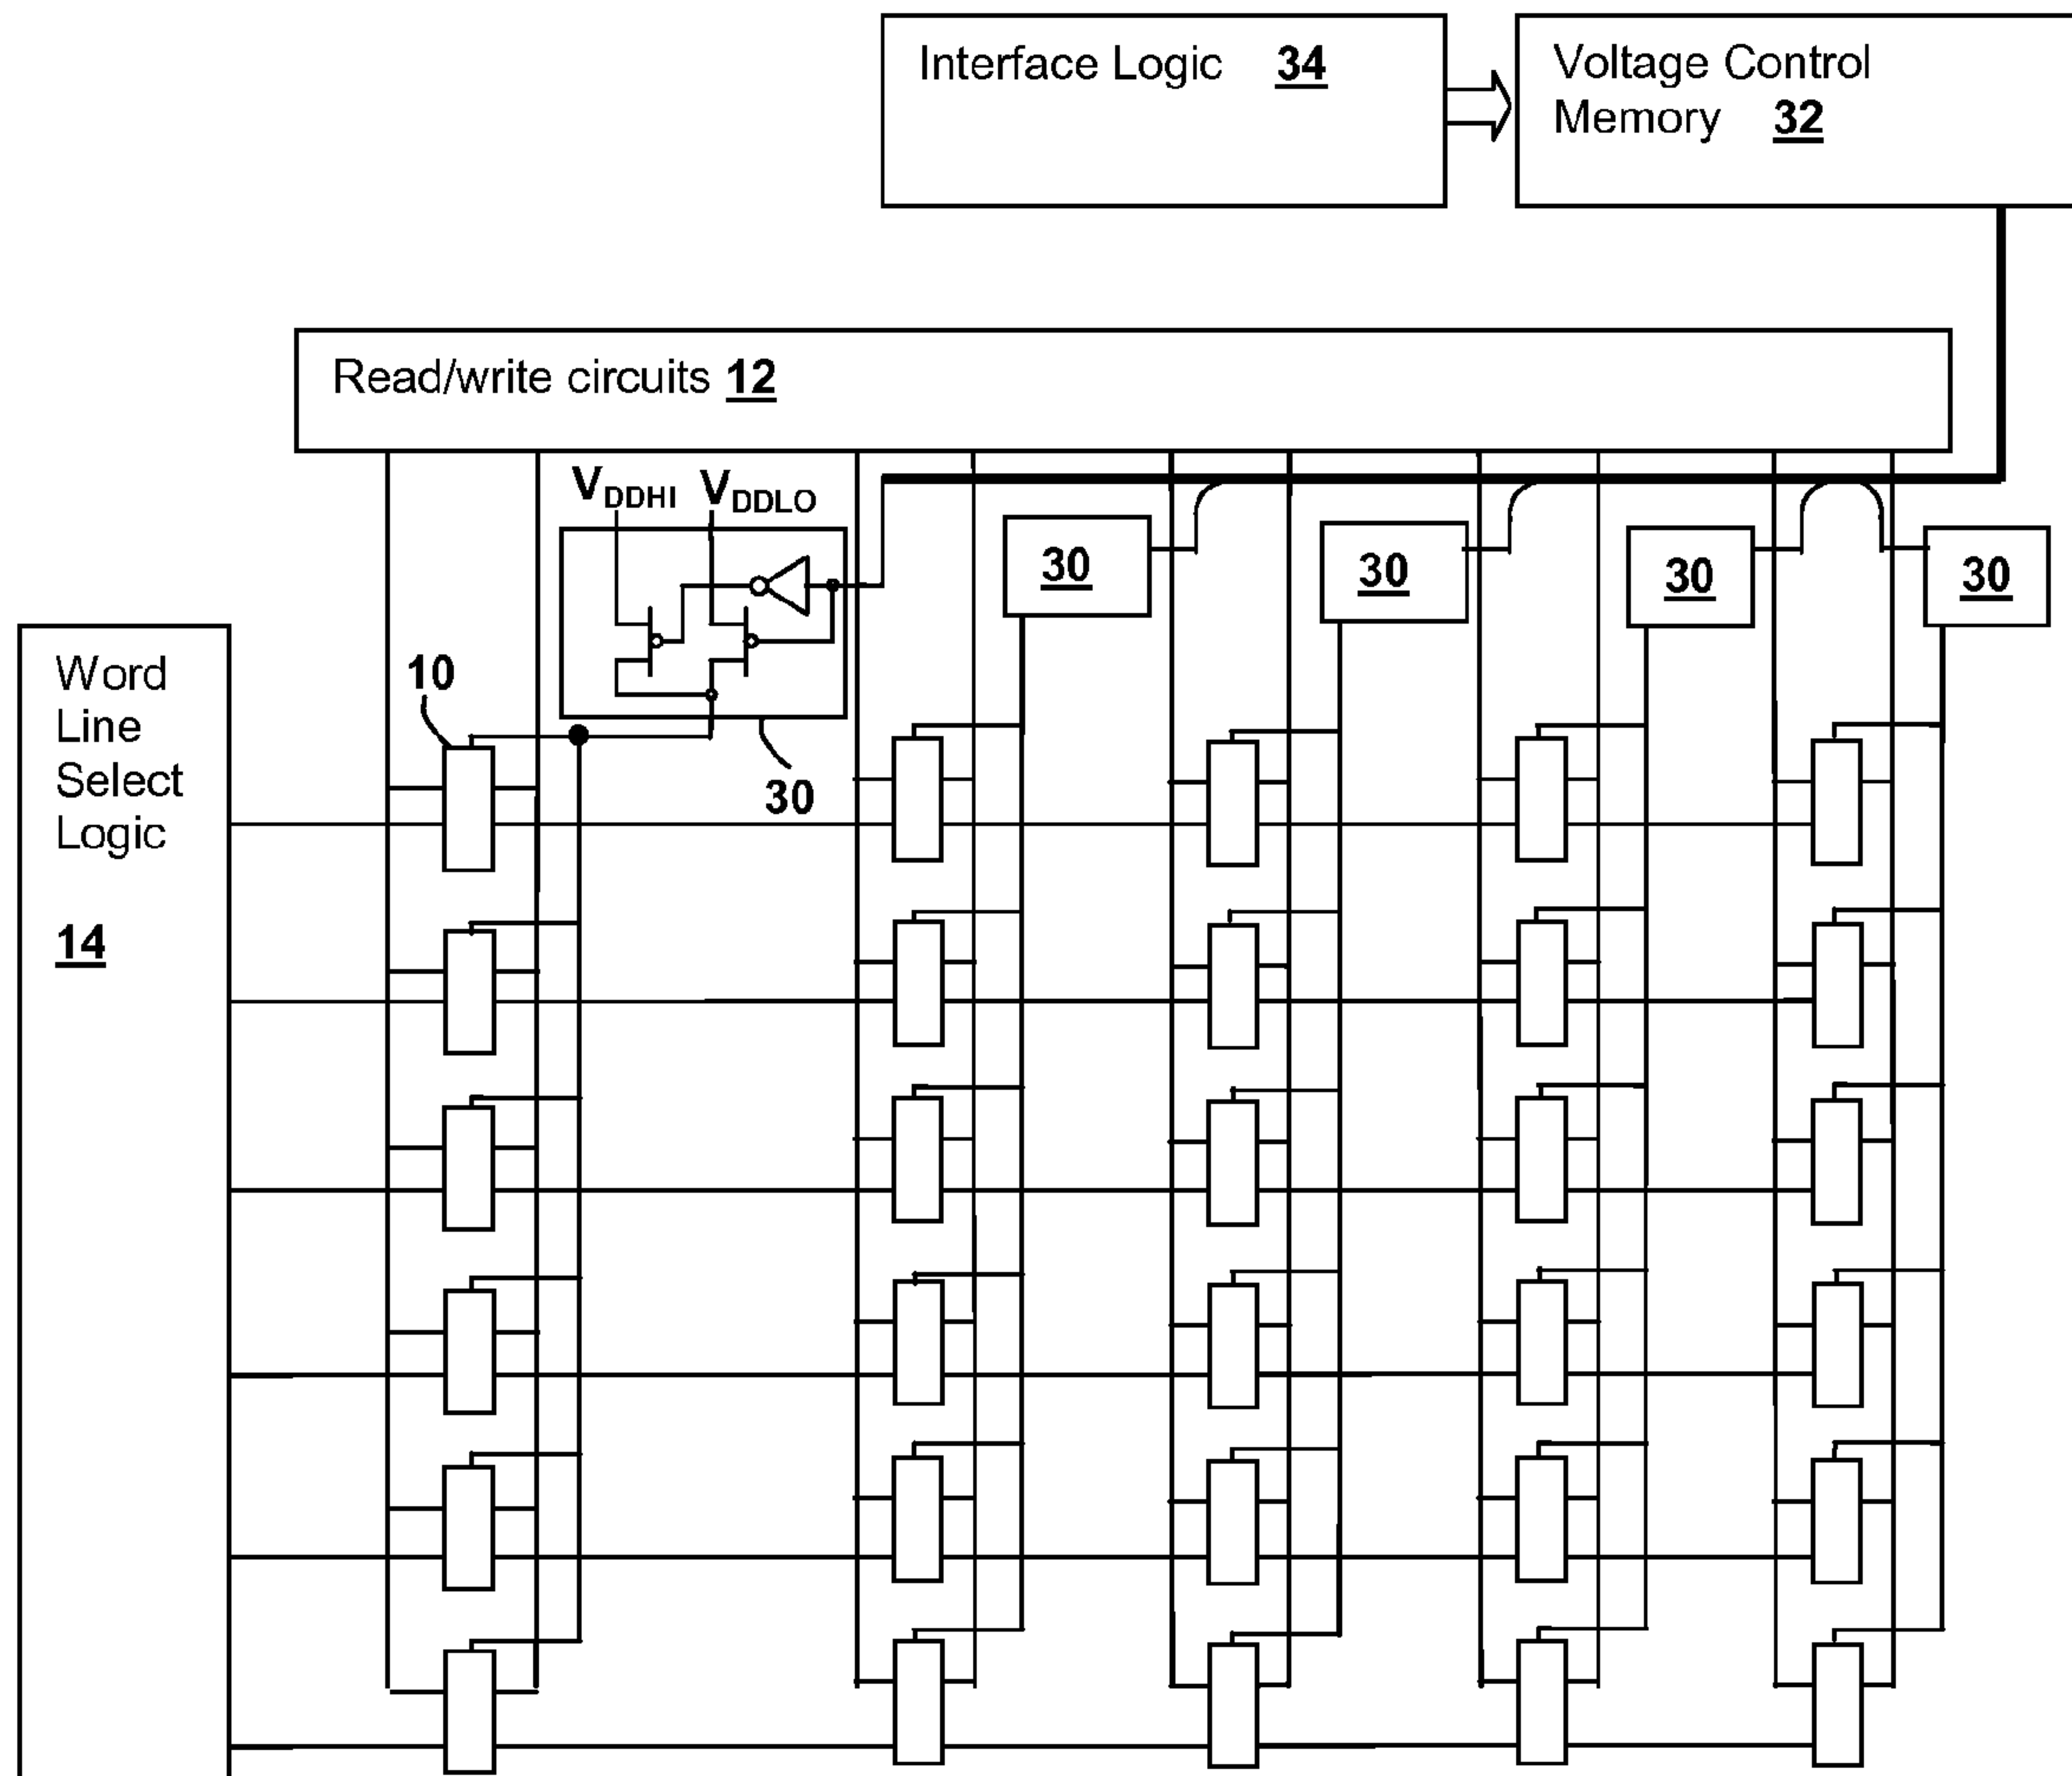 Interface Logic 34
Voltage Control
Memory 32
Read/write circuits 12
VDDHI VDDLO
30
30
30
30
Word
Line
Select
Logic
14
10
30